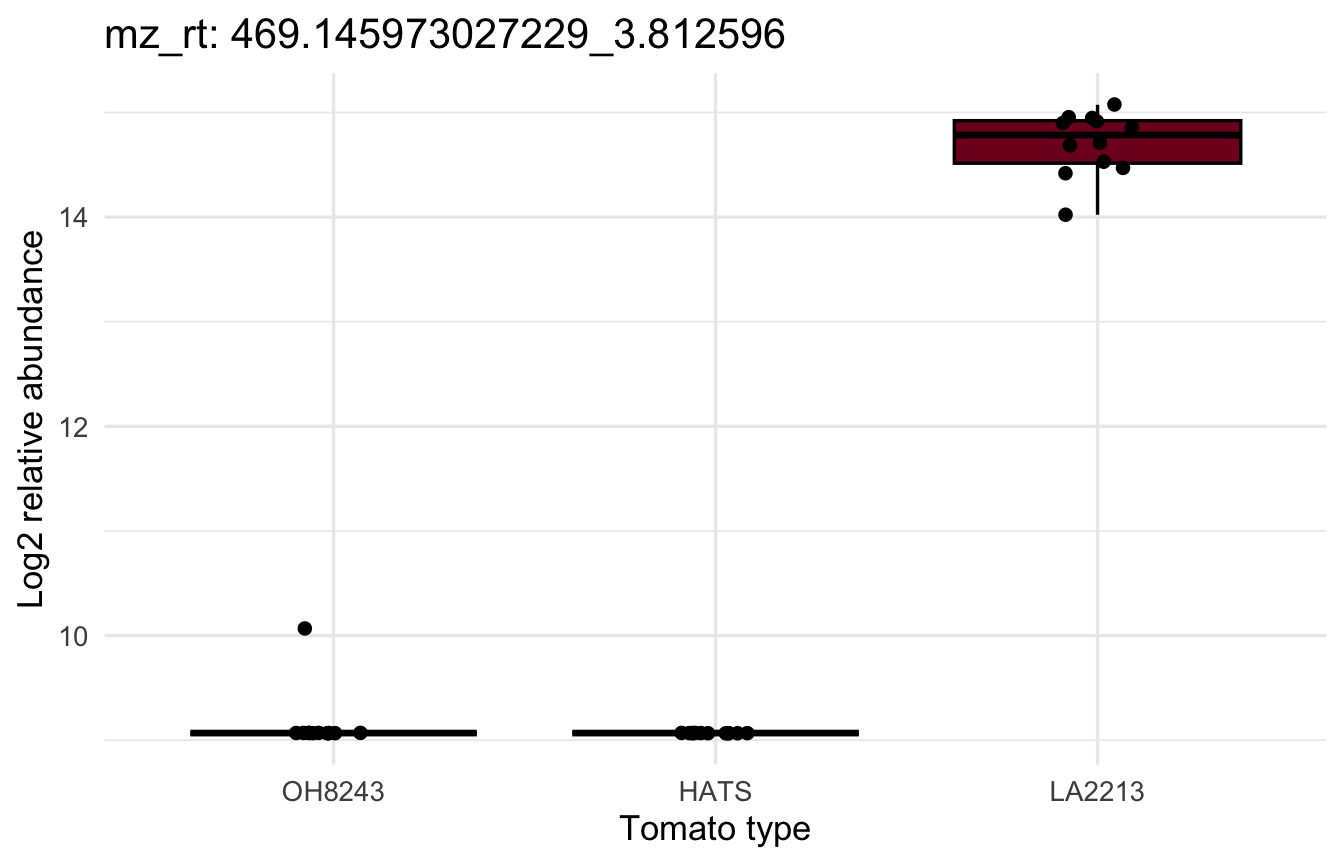 mz_rt: 469.145973027229_3.812596
Log2 relative abundance
14
12
10
OH8243
HATS
LA2213
Tomato type